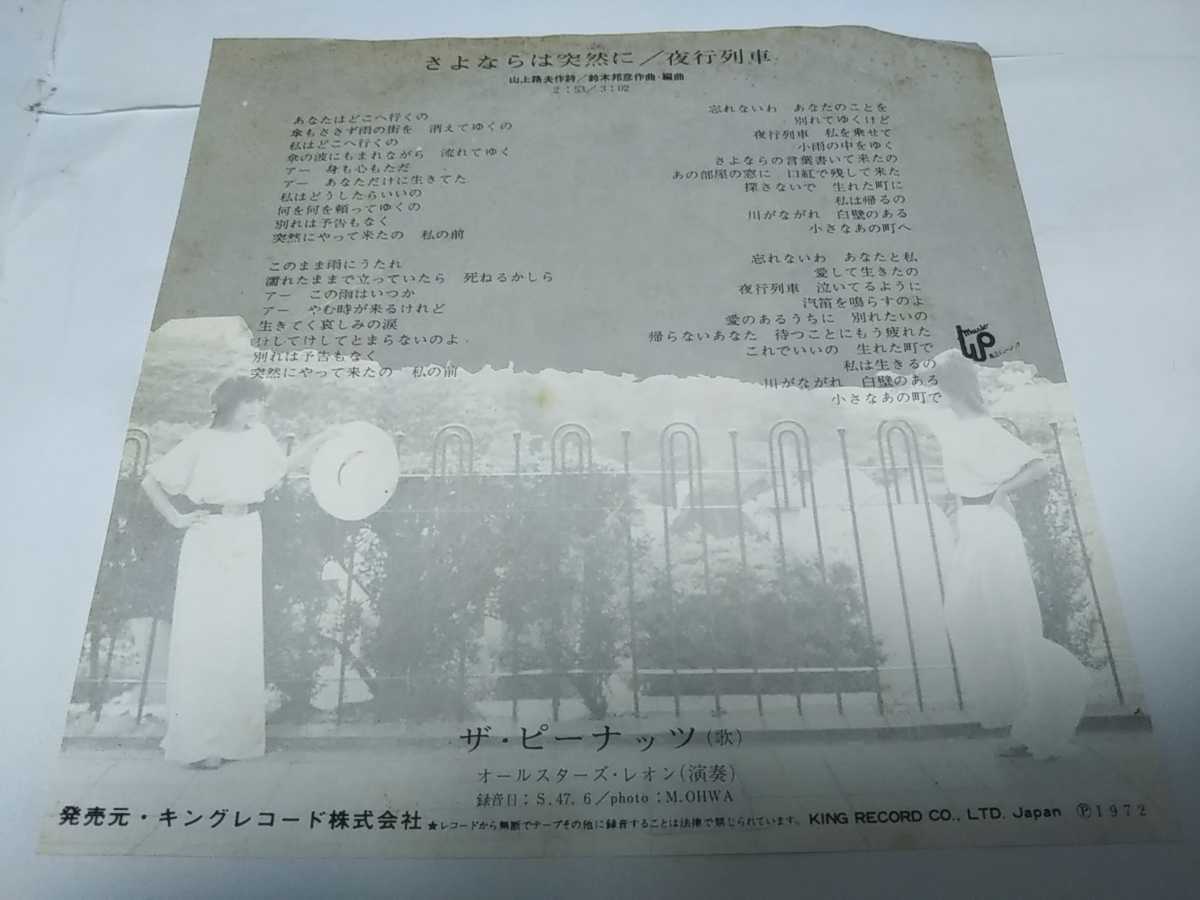 さよならは突然に／夜行列車
山上路夫作詩／鈴木邦彦作曲・編曲
2：53／3：02
あなたはどこへ行くの
傘もささず雨の街を　消えてゆくの
私はどこへ行くの
傘の波にもまれながら　流れてゆく
アー　身も心もただ
アー　あなただけに生きてた
私はどうしたらいいの
何を何を頼ってゆくの
別れは予告もなく
突然にやって来たの　私の前
このまま雨にうたれ
濡れたままで立っていたら　死ねるかしら
アー　この雨はいつか
アー　やむ時が来るけれど
生きてく哀しみの涙
けしてけしてとまらないのよ
別れは予告もなく
突然にやって来たの　私の前
忘れないわ　あなたのことを
別れてゆくけど
夜行列車　私を乗せて
小雨の中をゆく
さよならの言葉書いて来たの
あの部屋の窓に　口紅で残して来た
探さないで　生れた町に
私は帰るの
川がながれ　白壁のある
小さなあの町へ
忘れないわ　あなたと私
愛して生きたの
夜行列車　泣いてるように
汽笛を鳴らすのよ
愛のあるうちに　別れたいの
帰らないあなた　待つことにもう疲れた
これでいいの　生れた町で
私は生きるの
川がながれ　白壁のある
小さなあの町で
ザ・ピーナッツ（歌）
オールスターズ・レオン（演奏）
録音日：S.47.6／photo：M.OHWA
発売元・キングレコード株式会社 ★レコードから無断でテープその他に録音することは法律で禁じられています。 KING RECORD CO., LTD. Japan Ⓟ1972